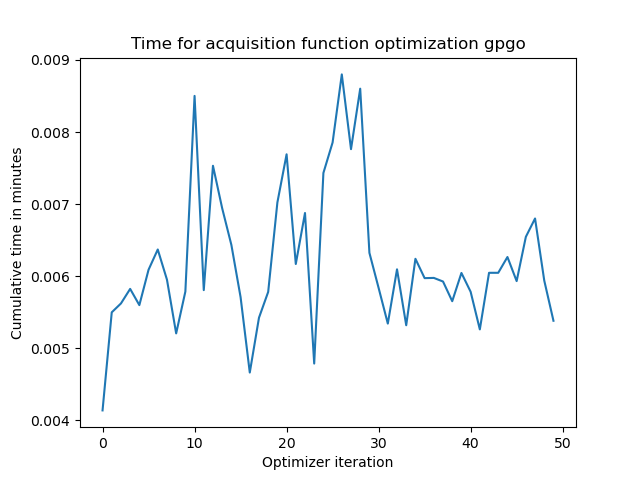 Time for acquisition function optimization gpgo
0.009
0.008
0.007
0.006
0.005
0.004
Cumulative time in minutes
0 10 20 30 40 50
Optimizer iteration